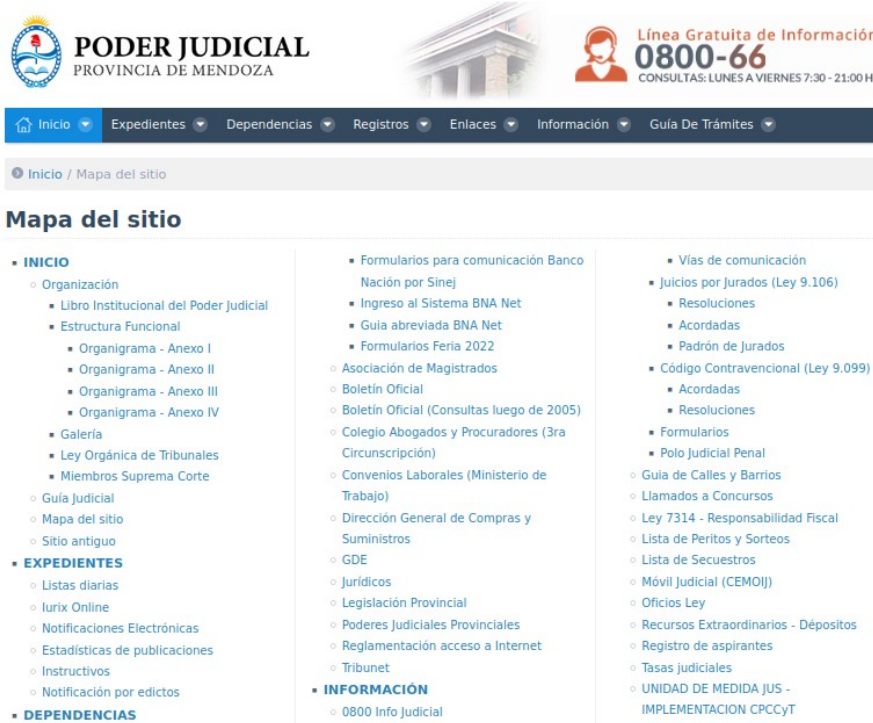 PODER JUDICIAL
PROVINCIA DE MENDOZA
Línea Gratuita de Información
0800-66
CONSULTAS: LUNES A VIERNES 7:30 - 21:00 H
Inicio
Expedientes
Dependencias
Registros
Enlaces
Información
Guía De Trámites
Inicio / Mapa del sitio
Mapa del sitio
INICIO
Organización
Libro Institucional del Poder Judicial
Estructura Funcional
Organigrama - Anexo I
Organigrama - Anexo II
Organigrama - Anexo III
Organigrama - Anexo IV
Galería
Ley Orgánica de Tribunales
Miembros Suprema Corte
Guía Judicial
Mapa del sitio
Sitio antiguo
EXPEDIENTES
Listas diarias
Iurix Online
Notificaciones Electrónicas
Estadísticas de publicaciones
Instructivos
Notificación por edictos
DEPENDENCIAS
Formularios para comunicación Banco
Nación por Sinej
Ingreso al Sistema BNA Net
Guia abreviada BNA Net
Formularios Feria 2022
Asociación de Magistrados
Boletín Oficial
Boletín Oficial (Consultas luego de 2005)
Colegio Abogados y Procuradores (3ra
Circunscripción)
Convenios Laborales (Ministerio de
Trabajo)
Dirección General de Compras y
Suministros
GDE
Jurídicos
Legislación Provincial
Poderes Judiciales Provinciales
Reglamentación acceso a Internet
Tribunet
INFORMACIÓN
0800 Info Judicial
Vías de comunicación
Juicios por Jurados (Ley 9.106)
Resoluciones
Acordadas
Padrón de Jurados
Código Contravencional (Ley 9.099)
Acordadas
Resoluciones
Formularios
Polo Judicial Penal
Guia de Calles y Barrios
Llamados a Concursos
Ley 7314 - Responsabilidad Fiscal
Lista de Peritos y Sorteos
Lista de Secuestros
Móvil Judicial (CEMOIJ)
Oficios Ley
Recursos Extraordinarios - Dépositos
Registro de aspirantes
Tasas judiciales
UNIDAD DE MEDIDA JUS -
IMPLEMENTACION CPCCyT